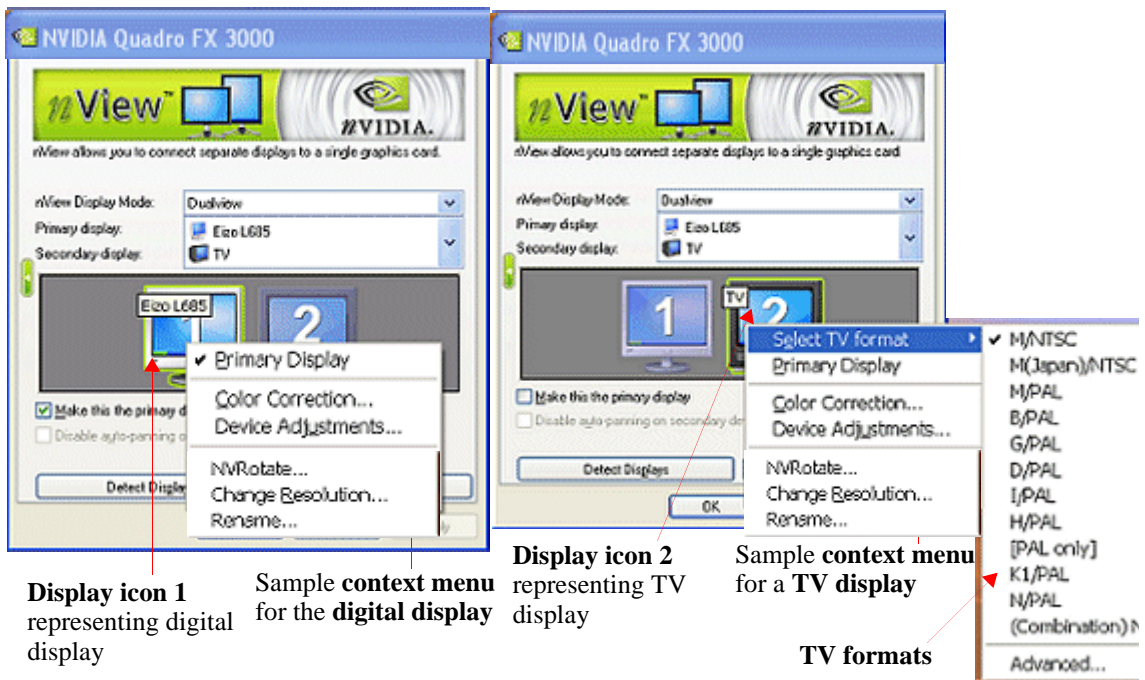 NVIDIA Quadro FX 3000
nView™
nVIDIA.
nView allows you to connect separate displays to a single graphics card.
nView Display Mode:
Dualview
Primary display:
Eizo L685
Secondary display:
TV
Eizo L685
1
2
Primary Display
Color Correction...
Device Adjustments...
NVRotate...
Change Resolution...
Rename...
Make this the primary d
Disable auto-panning o
Detect Displa
Display icon 1
representing digital
display
Sample context menu
for the digital display
NVIDIA Quadro FX 3000
nView™
nVIDIA.
nView allows you to connect separate displays to a single graphics card
nView Display Mode:
Dualview
Primary display:
Eizo L685
Secondary display:
TV
1
TV
2
Select TV format
Primary Display
Color Correction...
Device Adjustments...
NVRotate...
Change Resolution...
Rename...
Make this the primary display
Disable auto-panning on secondary de
Detect Displays
OK
M/NTSC
M(Japan)/NTSC
M/PAL
B/PAL
G/PAL
D/PAL
I/PAL
H/PAL
[PAL only]
K1/PAL
N/PAL
(Combination) N
Advanced...
Display icon 2
representing TV
display
Sample context menu
for a TV display
TV formats